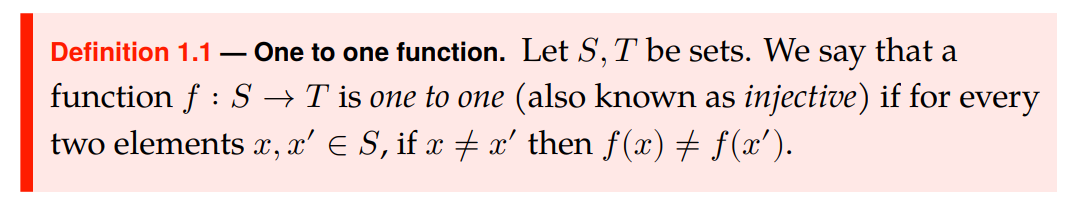 Definition 1.1 — One to one function. Let S, T be sets. We say that a
function f : S → T is one to one (also known as injective) if for every
two elements x, x′ ∈ S, if x ≠ x′ then f(x) ≠ f(x′).